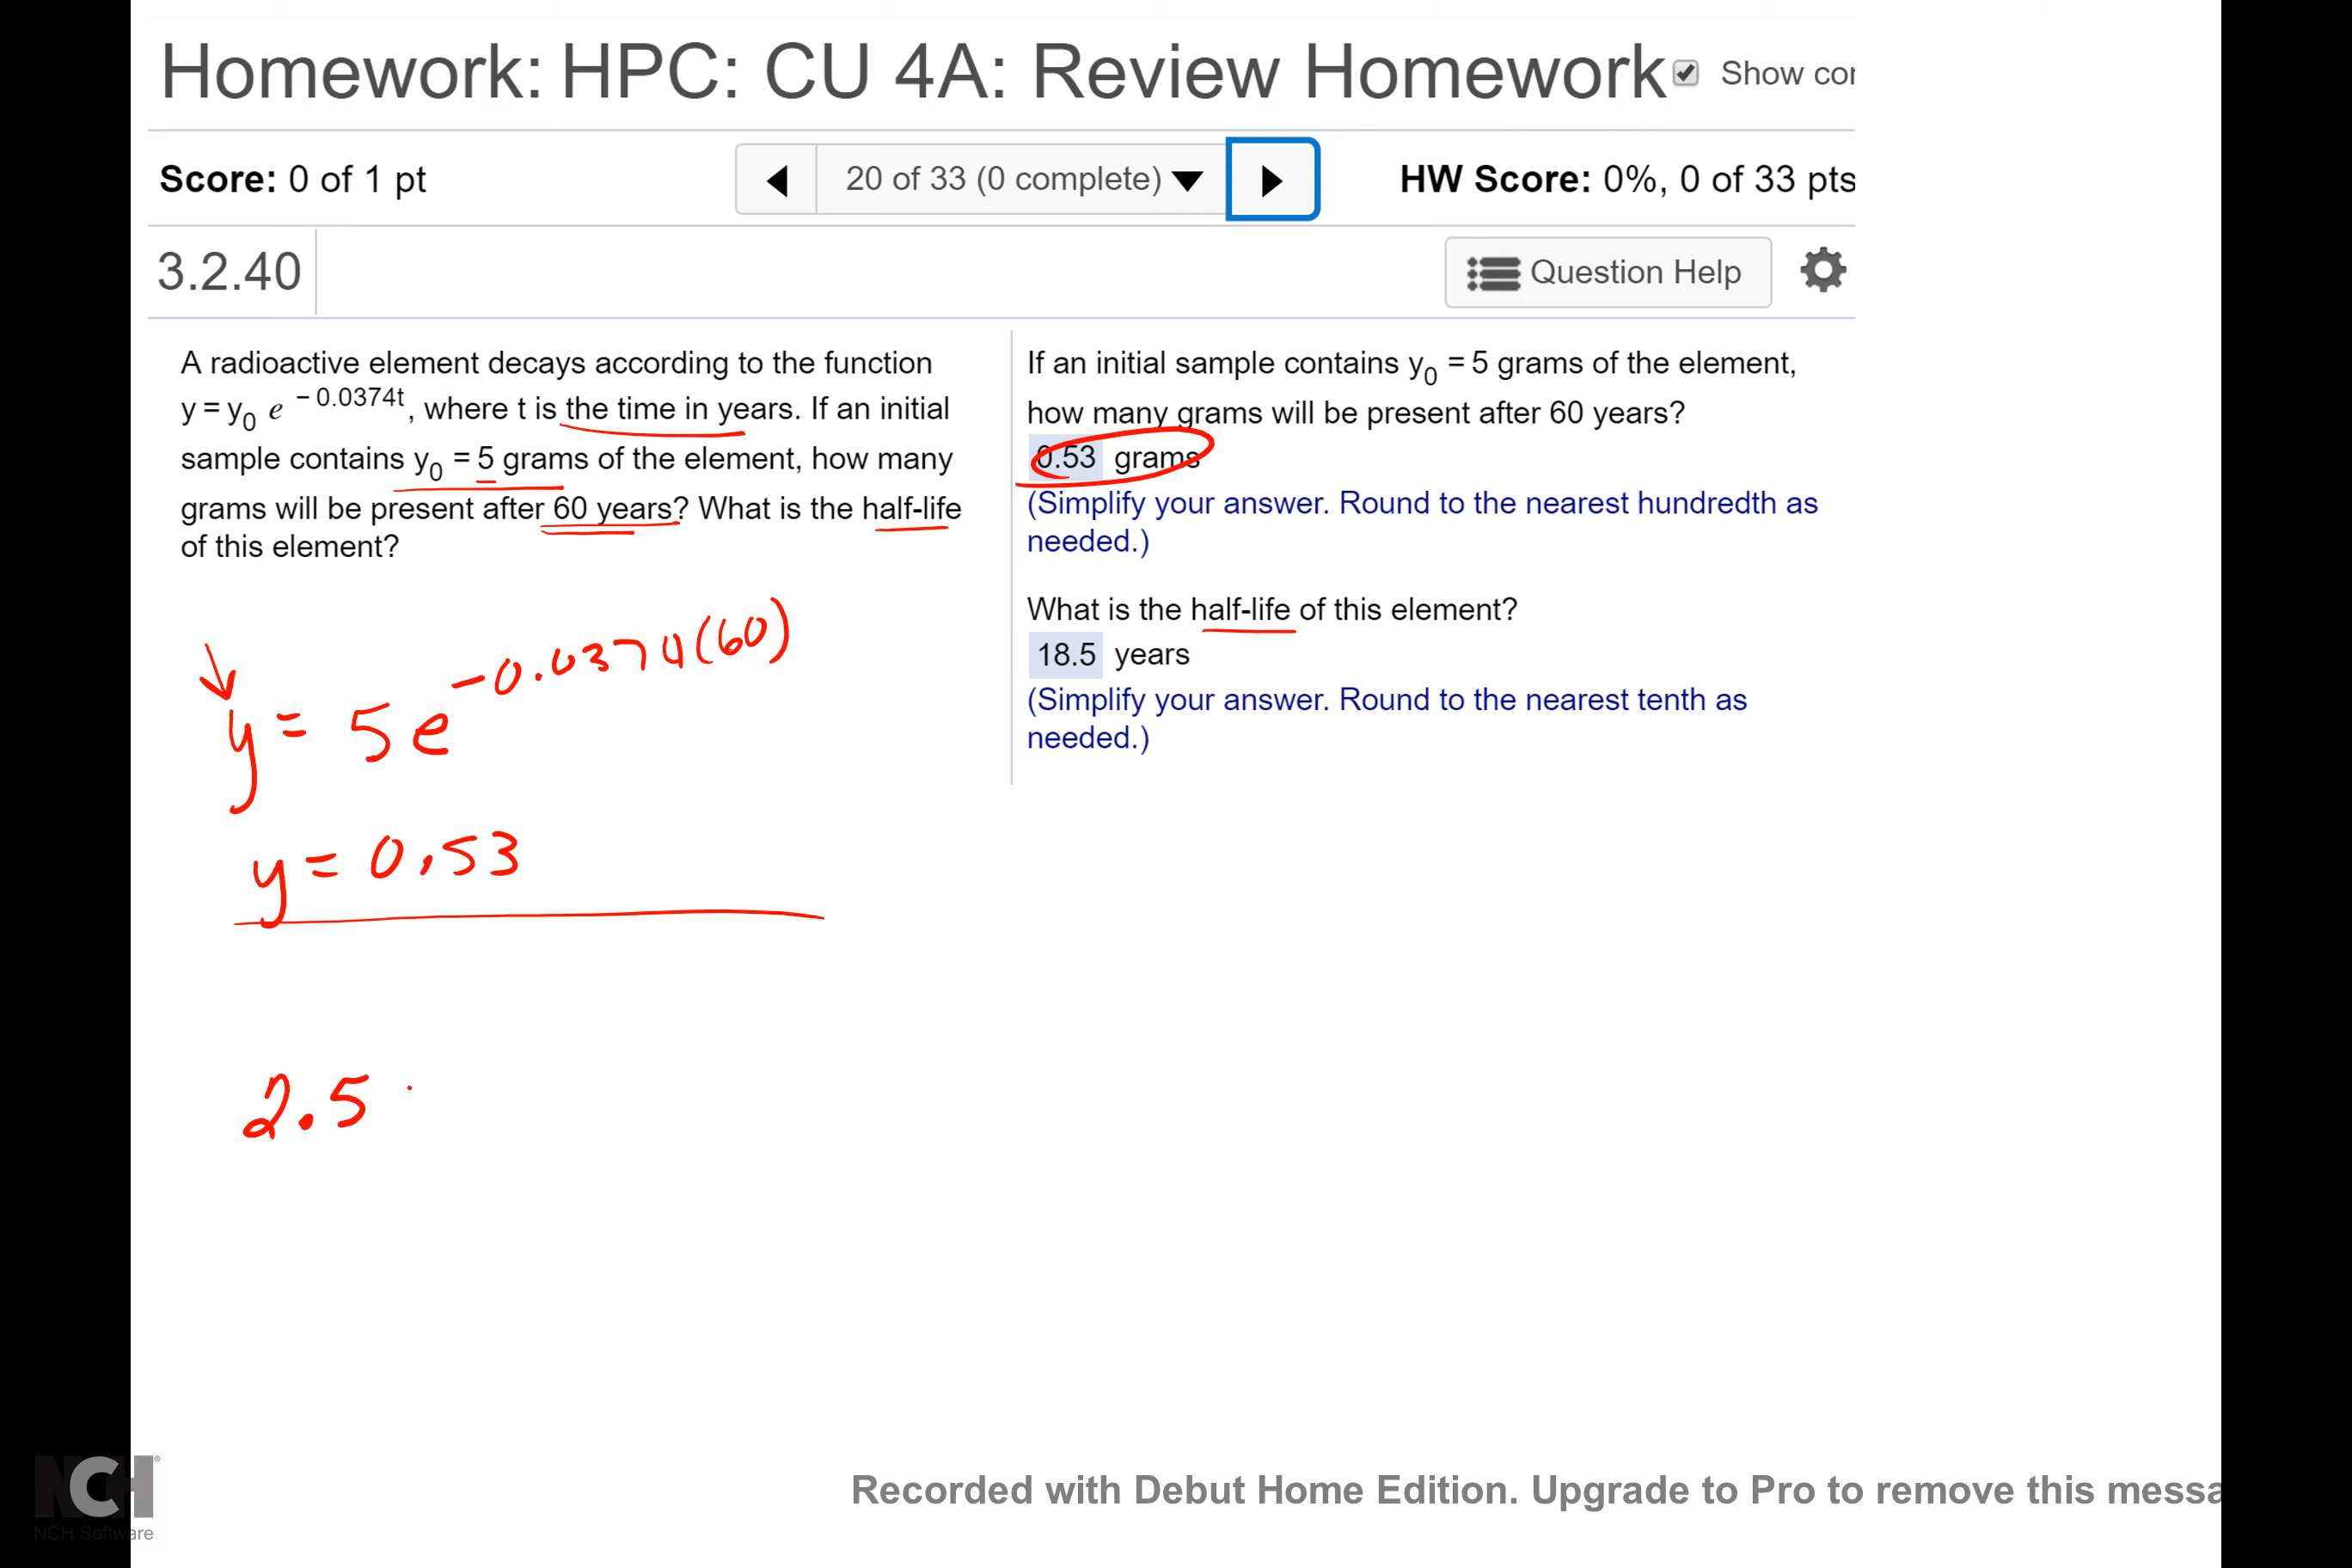 Homework: HPC: CU 4A: Review Homework Show cor
Score: 0 of 1 pt
20 of 33 (0 complete)
HW Score: 0%, 0 of 33 pts
3.2.40
Question Help
A radioactive element decays according to the function
y = y₀ e ^ − 0.0374t, where t is the time in years. If an initial
sample contains y₀ = 5 grams of the element, how many
grams will be present after 60 years? What is the half-life
of this element?
If an initial sample contains y₀ = 5 grams of the element,
how many grams will be present after 60 years?
0.53 grams
(Simplify your answer. Round to the nearest hundredth as
needed.)
What is the half-life of this element?
18.5 years
(Simplify your answer. Round to the nearest tenth as
needed.)
y = 5 e ^ −0.0374(60)
y = 0.53
2.5
NCH®
NCH Software
Recorded with Debut Home Edition. Upgrade to Pro to remove this messa